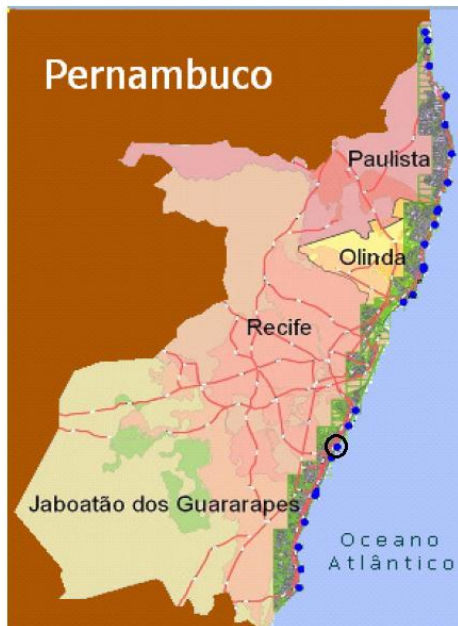 Pernambuco
Paulista
Olinda
Recife
Jaboatão dos Guararapes
Oceano
Atlântico